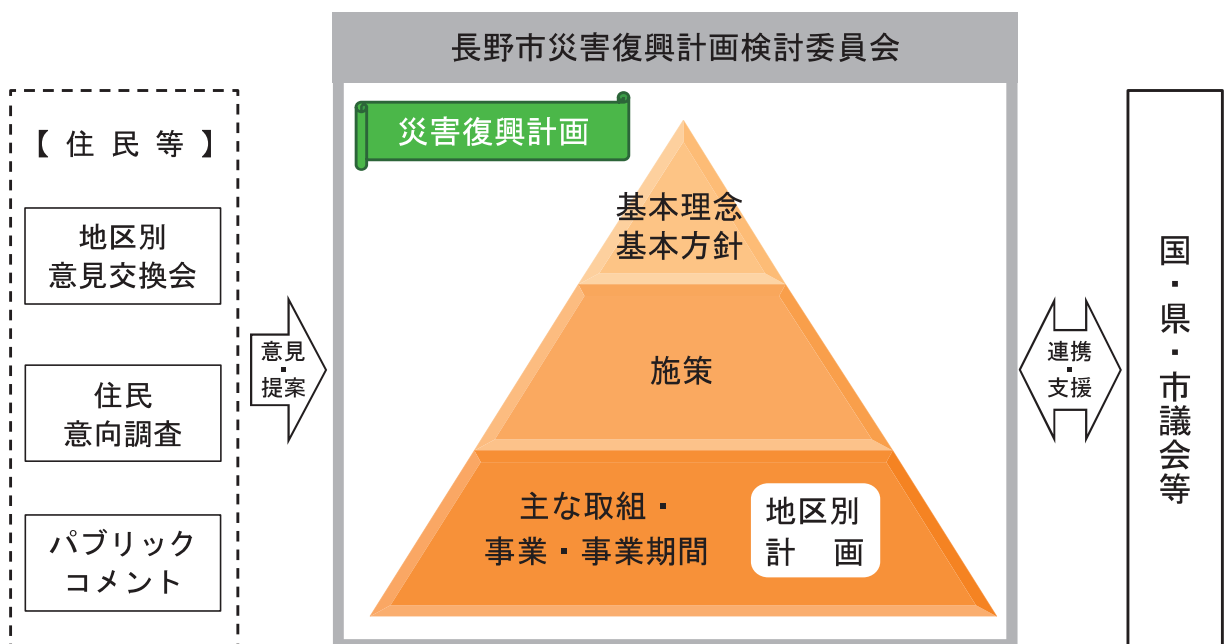 長野市災害復興計画検討委員会
【住民等】
地区別
意見交換会
住民
意向調査
パブリック
コメント
意見
・
提案
災害復興計画
基本理念
基本方針
施策
主な取組・
事業・事業期間
地区別
計画
連携
・
支援
国・県・市議会等